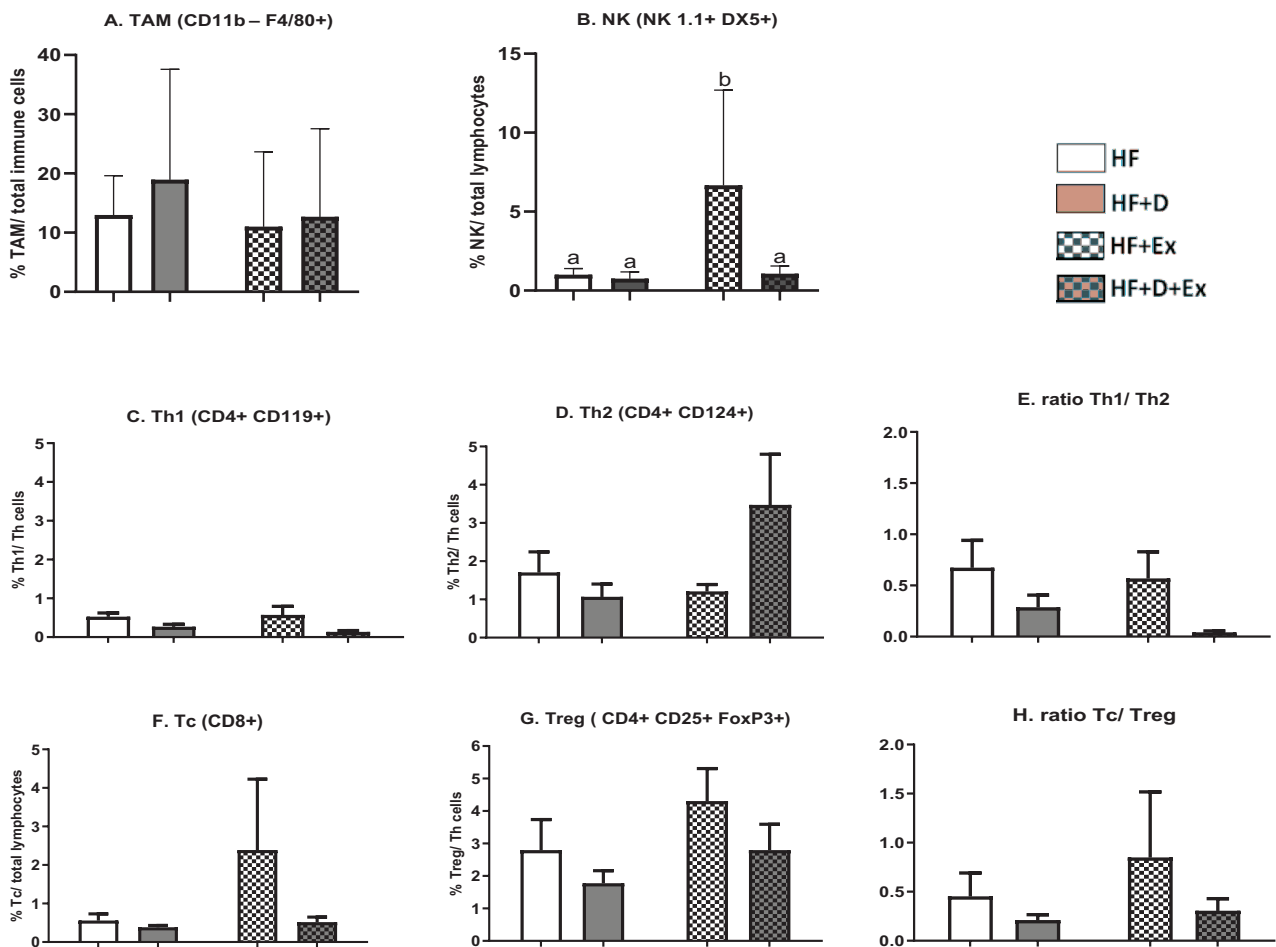 A. TAM (CD11b – F4/80+)
% TAM/ total immune cells
40
30
20
10
0
B. NK (NK 1.1+ DX5+)
% NK/ total lymphocytes
15
10
5
0
a
a
b
a
HF
HF+D
HF+Ex
HF+D+Ex
C. Th1 (CD4+ CD119+)
% Th1/ Th cells
5
4
3
2
1
0
D. Th2 (CD4+ CD124+)
% Th2/ Th cells
5
4
3
2
1
0
E. ratio Th1/ Th2
2.0
1.5
1.0
0.5
0.0
F. Tc (CD8+)
% Tc/ total lymphocytes
5
4
3
2
1
0
G. Treg ( CD4+ CD25+ FoxP3+)
% Treg/ Th cells
6
5
4
3
2
1
0
H. ratio Tc/ Treg
2.0
1.5
1.0
0.5
0.0